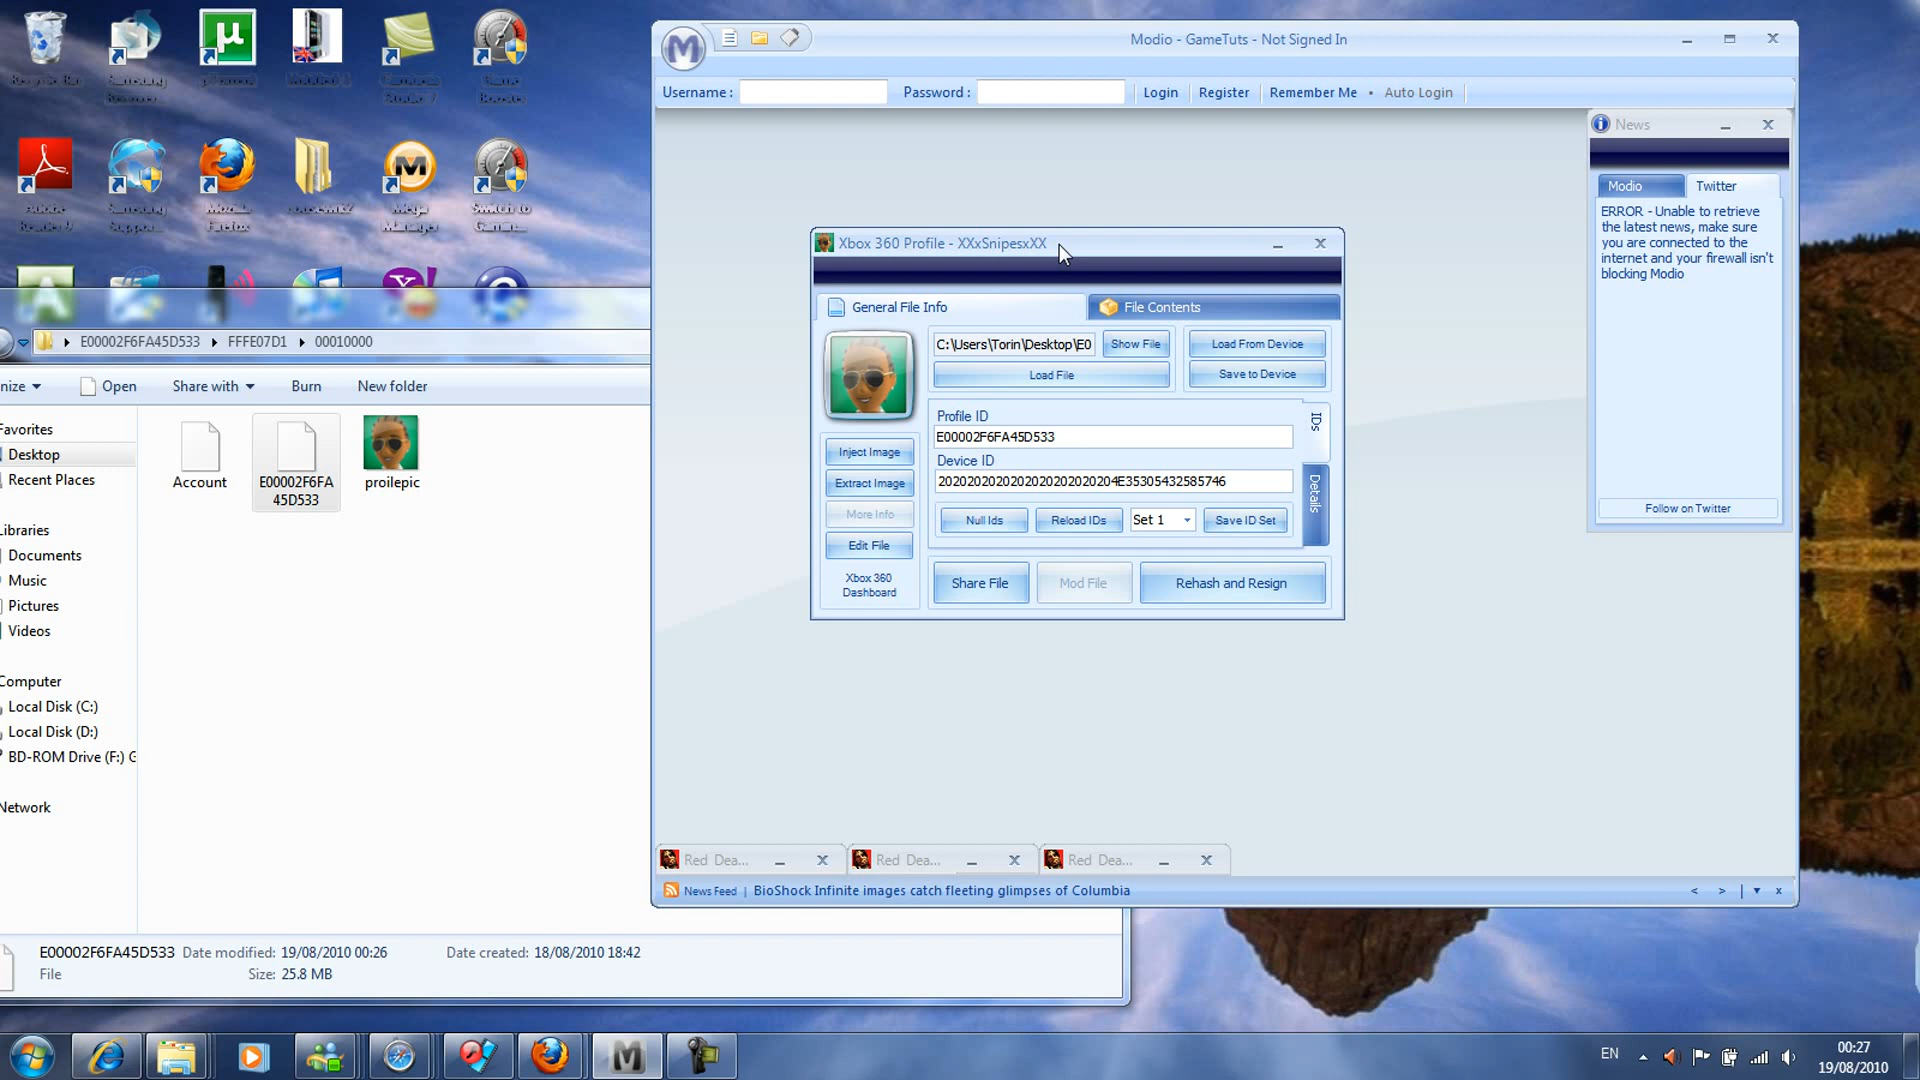 Modio - GameTuts - Not Signed In
Username :
Password :
Login
Register
Remember Me
• Auto Login
News
Modio
Twitter
ERROR - Unable to retrieve
the latest news, make sure
you are connected to the
internet and your firewall isn't
blocking Modio
Follow on Twitter
Xbox 360 Profile - XXxSnipesxXX
General File Info
File Contents
C:\Users\Torin\Desktop\E0
Show File
Load File
Load From Device
Save to Device
Profile ID
E00002F6FA45D533
Device ID
2020202020202020202020204E35305432585746
Null Ids
Reload IDs
Set 1
Save ID Set
IDs
Details
Inject Image
Extract Image
More Info
Edit File
Xbox 360
Dashboard
Share File
Mod File
Rehash and Resign
E00002F6FA45D533
FFFE07D1
00010000
nize
Open
Share with
Burn
New folder
Favorites
Desktop
Recent Places
Libraries
Documents
Music
Pictures
Videos
Computer
Local Disk (C:)
Local Disk (D:)
BD-ROM Drive (F:) G
Network
Account
E00002F6FA
45D533
proilepic
Red Dea...
Red Dea...
Red Dea...
News Feed | BioShock Infinite images catch fleeting glimpses of Columbia
< > | x
E00002F6FA45D533 Date modified: 19/08/2010 00:26 Date created: 18/08/2010 18:42
File Size: 25.8 MB
EN
00:27
19/08/2010